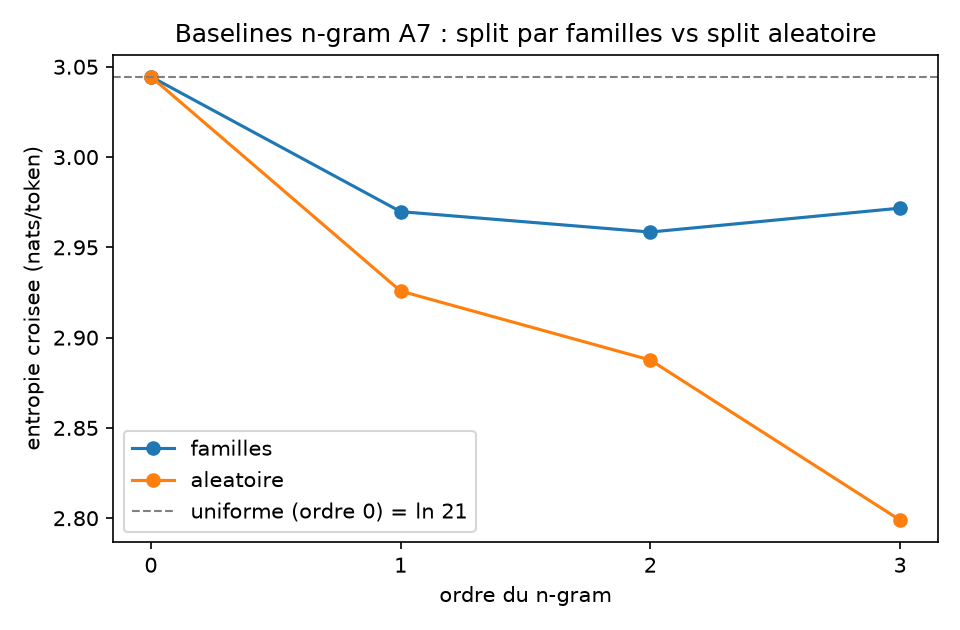 Baselines n-gram A7 : split par familles vs split aleatoire
entropie croisee (nats/token)
3.05
3.00
2.95
2.90
2.85
2.80
familles
aleatoire
uniforme (ordre 0) = ln 21
0 1 2 3
ordre du n-gram